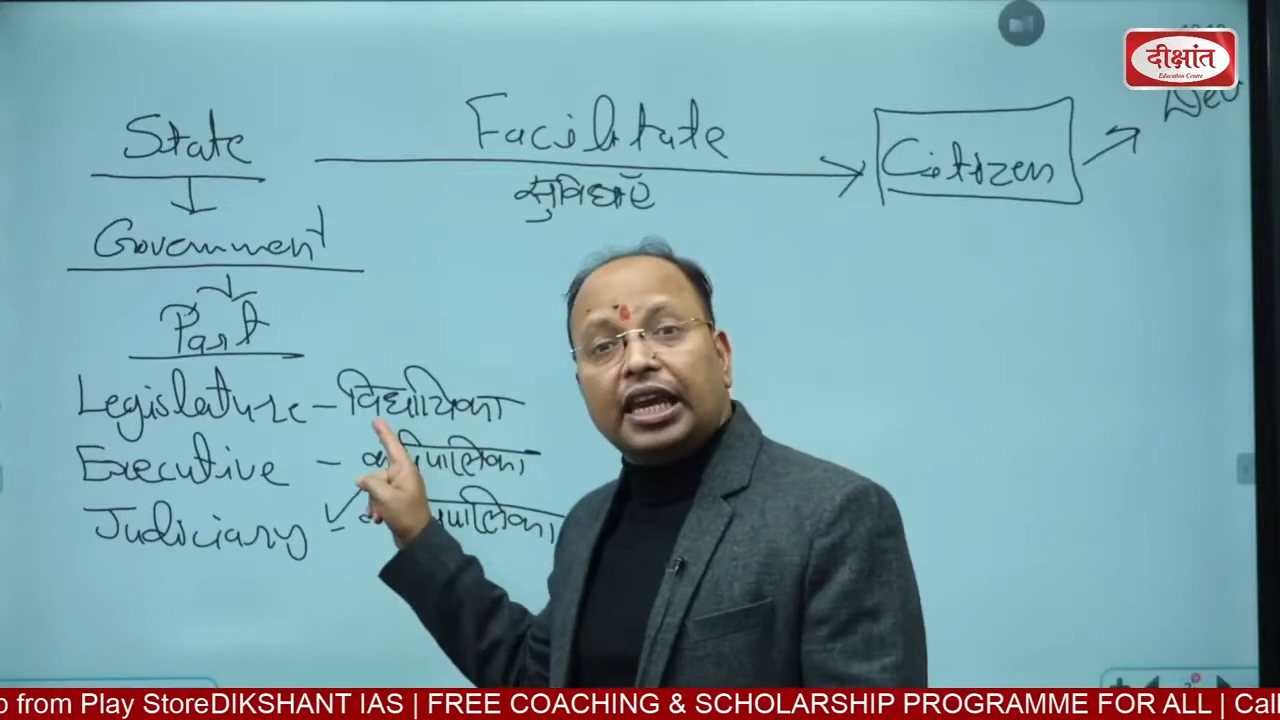 दीक्षांत
Education Centre
State
Facilitate
सुविधाएँ
Citizen
Government
Part
Legislature - विधायिका
Executive -
Judiciary -
p from Play StoreDIKSHANT IAS | FREE COACHING & SCHOLARSHIP PROGRAMME FOR ALL | Call